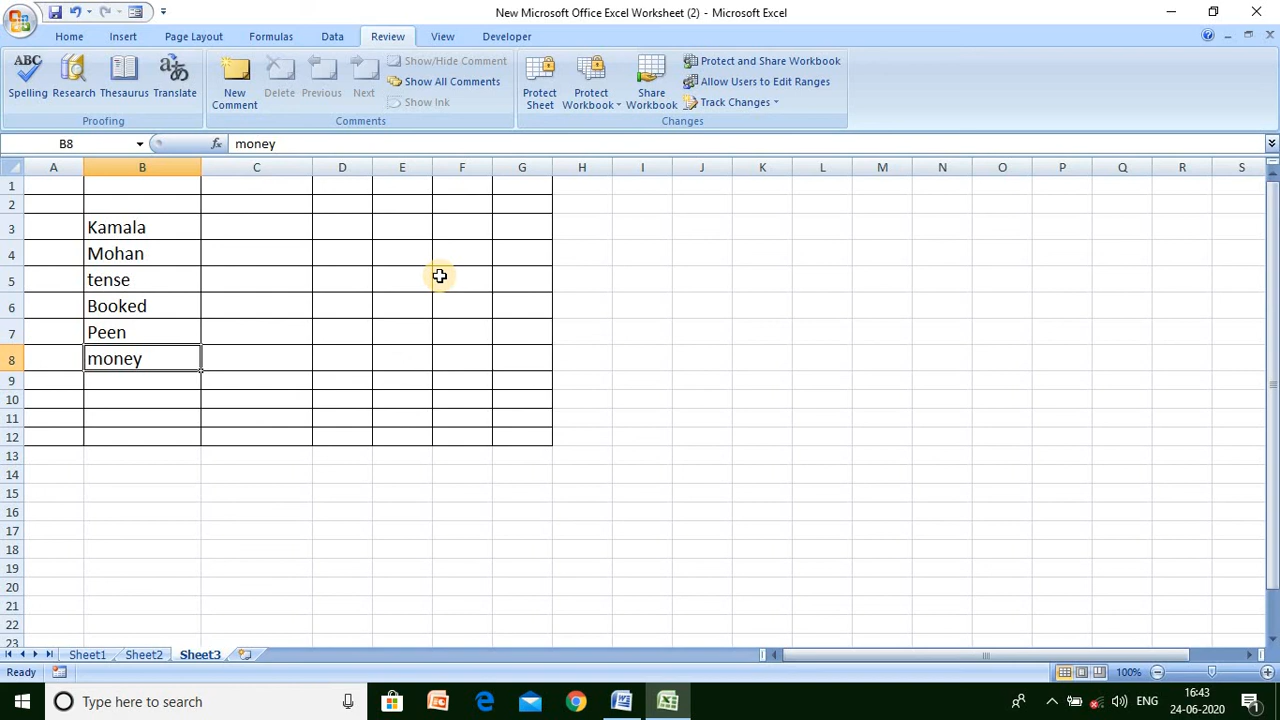 New Microsoft Office Excel Worksheet (2) - Microsoft Excel
Home Insert Page Layout Formulas Data Review View Developer
ABC
Spelling Research Thesaurus Translate
Proofing
New Comment Delete Previous Next
Show/Hide Comment
Show All Comments
Show Ink
Comments
Protect Sheet Protect Workbook Share Workbook
Protect and Share Workbook
Allow Users to Edit Ranges
Track Changes
Changes
B8 fx money
A B C D E F G H I J K L M N O P Q R S
1
2
3 Kamala
4 Mohan
5 tense
6 Booked
7 Peen
8 money
9
10
11
12
13
14
15
16
17
18
19
20
21
22
23
Sheet1 Sheet2 Sheet3
Ready 100%
Type here to search
ENG
16:43
24-06-2020
1